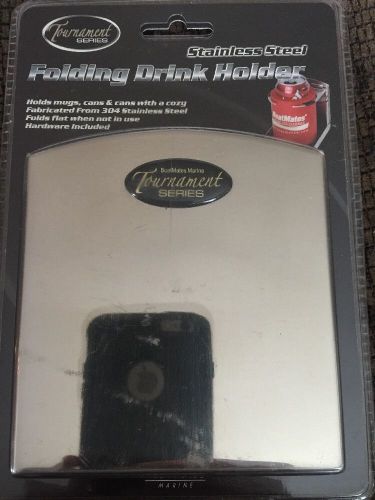 Tournament
SERIES
Stainless Steel
Folding Drink Holder
Holds mugs, cans & cans with a cozy
Fabricated From 304 Stainless Steel
Folds flat when not in use
Hardware Included
BoatMates
BoatMates Marine
Tournament
SERIES
MARINE